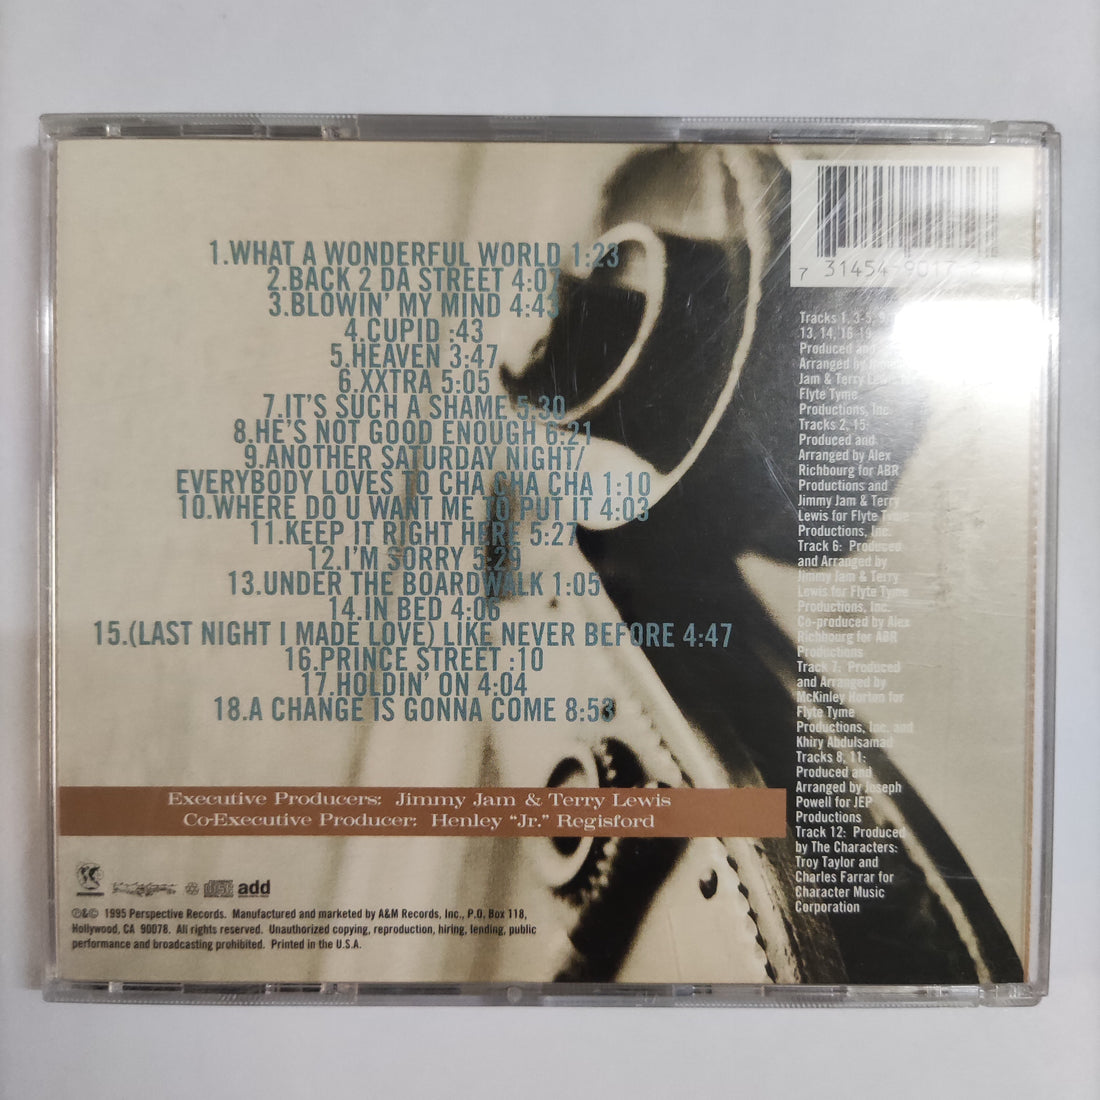 1.WHAT A WONDERFUL WORLD 1:23
2.BACK 2 DA STREET 4:07
3.BLOWIN' MY MIND 4:43
4.CUPID :43
5.HEAVEN 3:47
6.XXTRA 5:05
7.IT'S SUCH A SHAME 5:30
8.HE'S NOT GOOD ENOUGH 6:21
9.ANOTHER SATURDAY NIGHT/
EVERYBODY LOVES TO CHA CHA CHA 1:10
10.WHERE DO U WANT ME TO PUT IT 4:03
11.KEEP IT RIGHT HERE 5:27
12.I'M SORRY 5:29
13.UNDER THE BOARDWALK 1:05
14.IN BED 4:06
15.(LAST NIGHT I MADE LOVE) LIKE NEVER BEFORE 4:47
16.PRINCE STREET :10
17.HOLDIN' ON 4:04
18.A CHANGE IS GONNA COME 8:53
Executive Producers: Jimmy Jam & Terry Lewis
Co-Executive Producer: Henley "Jr." Regisford
add
℗&© 1995 Perspective Records. Manufactured and marketed by A&M Records, Inc., P.O. Box 118,
Hollywood, CA 90078. All rights reserved. Unauthorized copying, reproduction, hiring, lending, public
performance and broadcasting prohibited. Printed in the U.S.A.
7 31454 9017 2
Tracks 1, 3-5, 9,
13, 14, 16-
Produced and
Arranged by
Jam & Terry Lewis
Flyte Tyme
Productions, Inc.
Tracks 2, 15:
Produced and
Arranged by Alex
Richbourg for ABR
Productions and
Jimmy Jam & Terry
Lewis for Flyte Tyme
Productions, Inc.
Track 6: Produced
and Arranged by
Jimmy Jam & Terry
Lewis for Flyte Tyme
Productions, Inc.
Co-produced by Alex
Richbourg for ABR
Productions
Track 7: Produced
and Arranged by
McKinley Horton for
Flyte Tyme
Productions, Inc. and
Khiry Abdulsamad
Tracks 8, 11:
Produced and
Arranged by Joseph
Powell for JEP
Productions
Track 12: Produced
by The Characters:
Troy Taylor and
Charles Farrar for
Character Music
Corporation